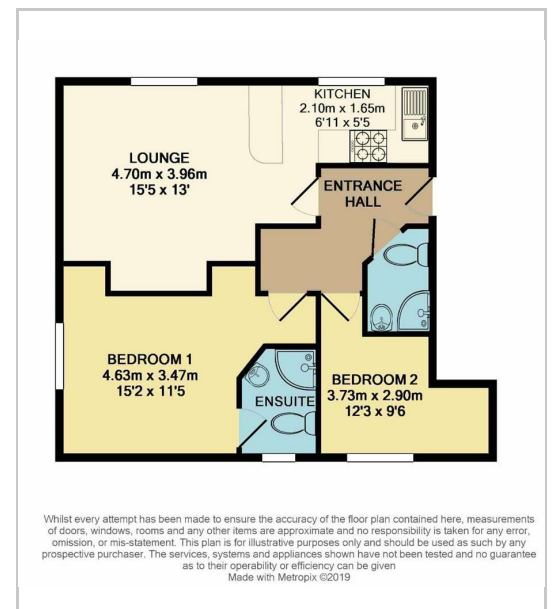 KITCHEN
2.10m x 1.65m
6'11 x 5'5
LOUNGE
4.70m x 3.96m
15'5 x 13'
ENTRANCE
HALL
BEDROOM 1
4.63m x 3.47m
15'2 x 11'5
ENSUITE
BEDROOM 2
3.73m x 2.90m
12'3 x 9'6
Whilst every attempt has been made to ensure the accuracy of the floor plan contained here, measurements
of doors, windows, rooms and any other items are approximate and no responsibility is taken for any error,
omission, or mis-statement. This plan is for illustrative purposes only and should be used as such by any
prospective purchaser. The services, systems and appliances shown have not been tested and no guarantee
as to their operability or efficiency can be given
Made with Metropix ©2019